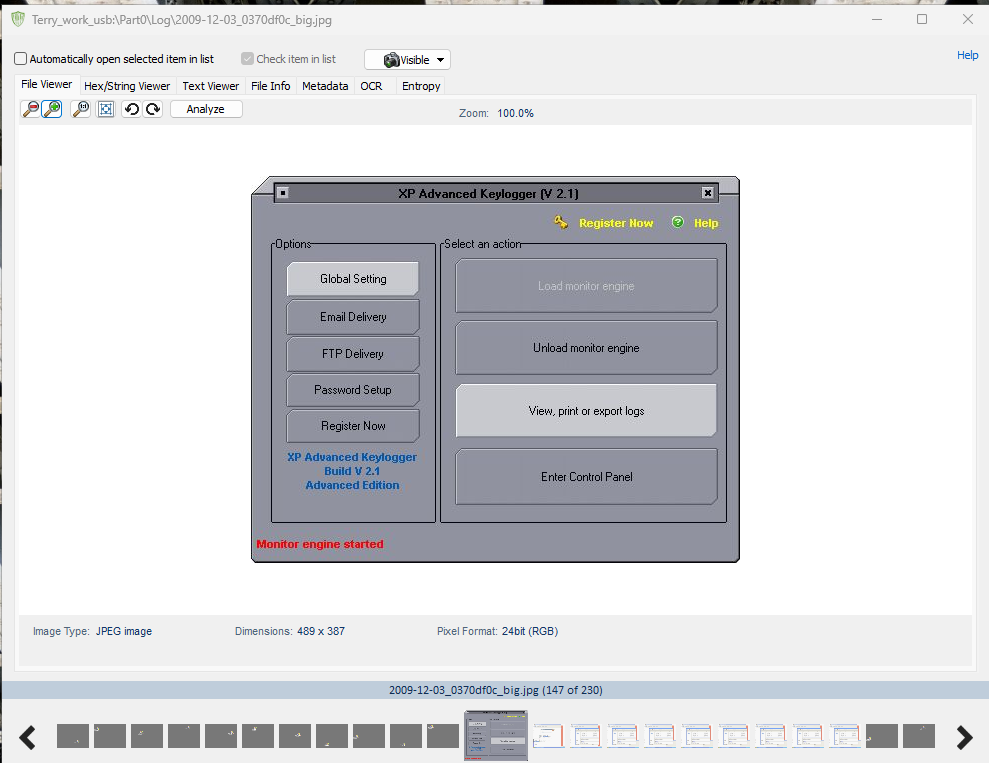 Terry_work_usb:\Part0\Log\2009-12-03_0370df0c_big.jpg
Automatically open selected item in list
Check item in list
Visible
Help
File Viewer
Hex/String Viewer
Text Viewer
File Info
Metadata
OCR
Entropy
Analyze
Zoom: 100.0%
XP Advanced Keylogger (V 2.1)
Register Now
Help
Options
Global Setting
Email Delivery
FTP Delivery
Password Setup
Register Now
XP Advanced Keylogger
Build V 2.1
Advanced Edition
Select an action
Load monitor engine
Unload monitor engine
View, print or export logs
Enter Control Panel
Monitor engine started
Image Type: JPEG image
Dimensions: 489 x 387
Pixel Format: 24bit (RGB)
2009-12-03_0370df0c_big.jpg (147 of 230)